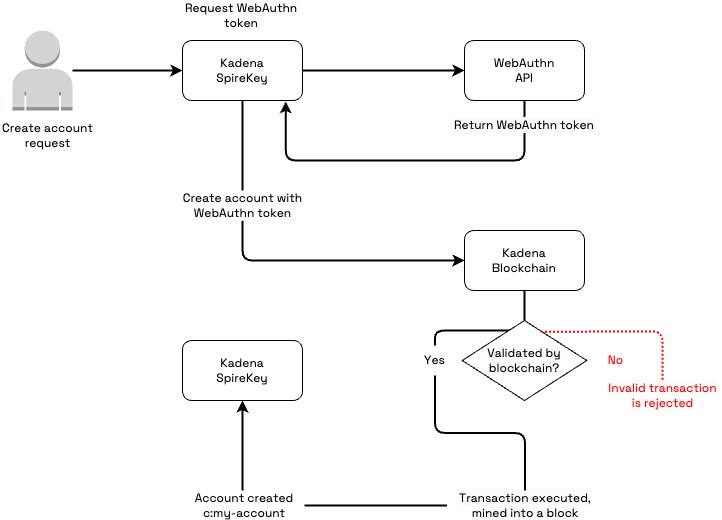 Request WebAuthn
token
Kadena
SpireKey
WebAuthn
API
Create account
request
Return WebAuthn token
Create account with
WebAuthn token
Kadena
Blockchain
Validated by
blockchain?
Yes
No
Invalid transaction
is rejected
Kadena
SpireKey
Account created
c:my-account
Transaction executed,
mined into a block